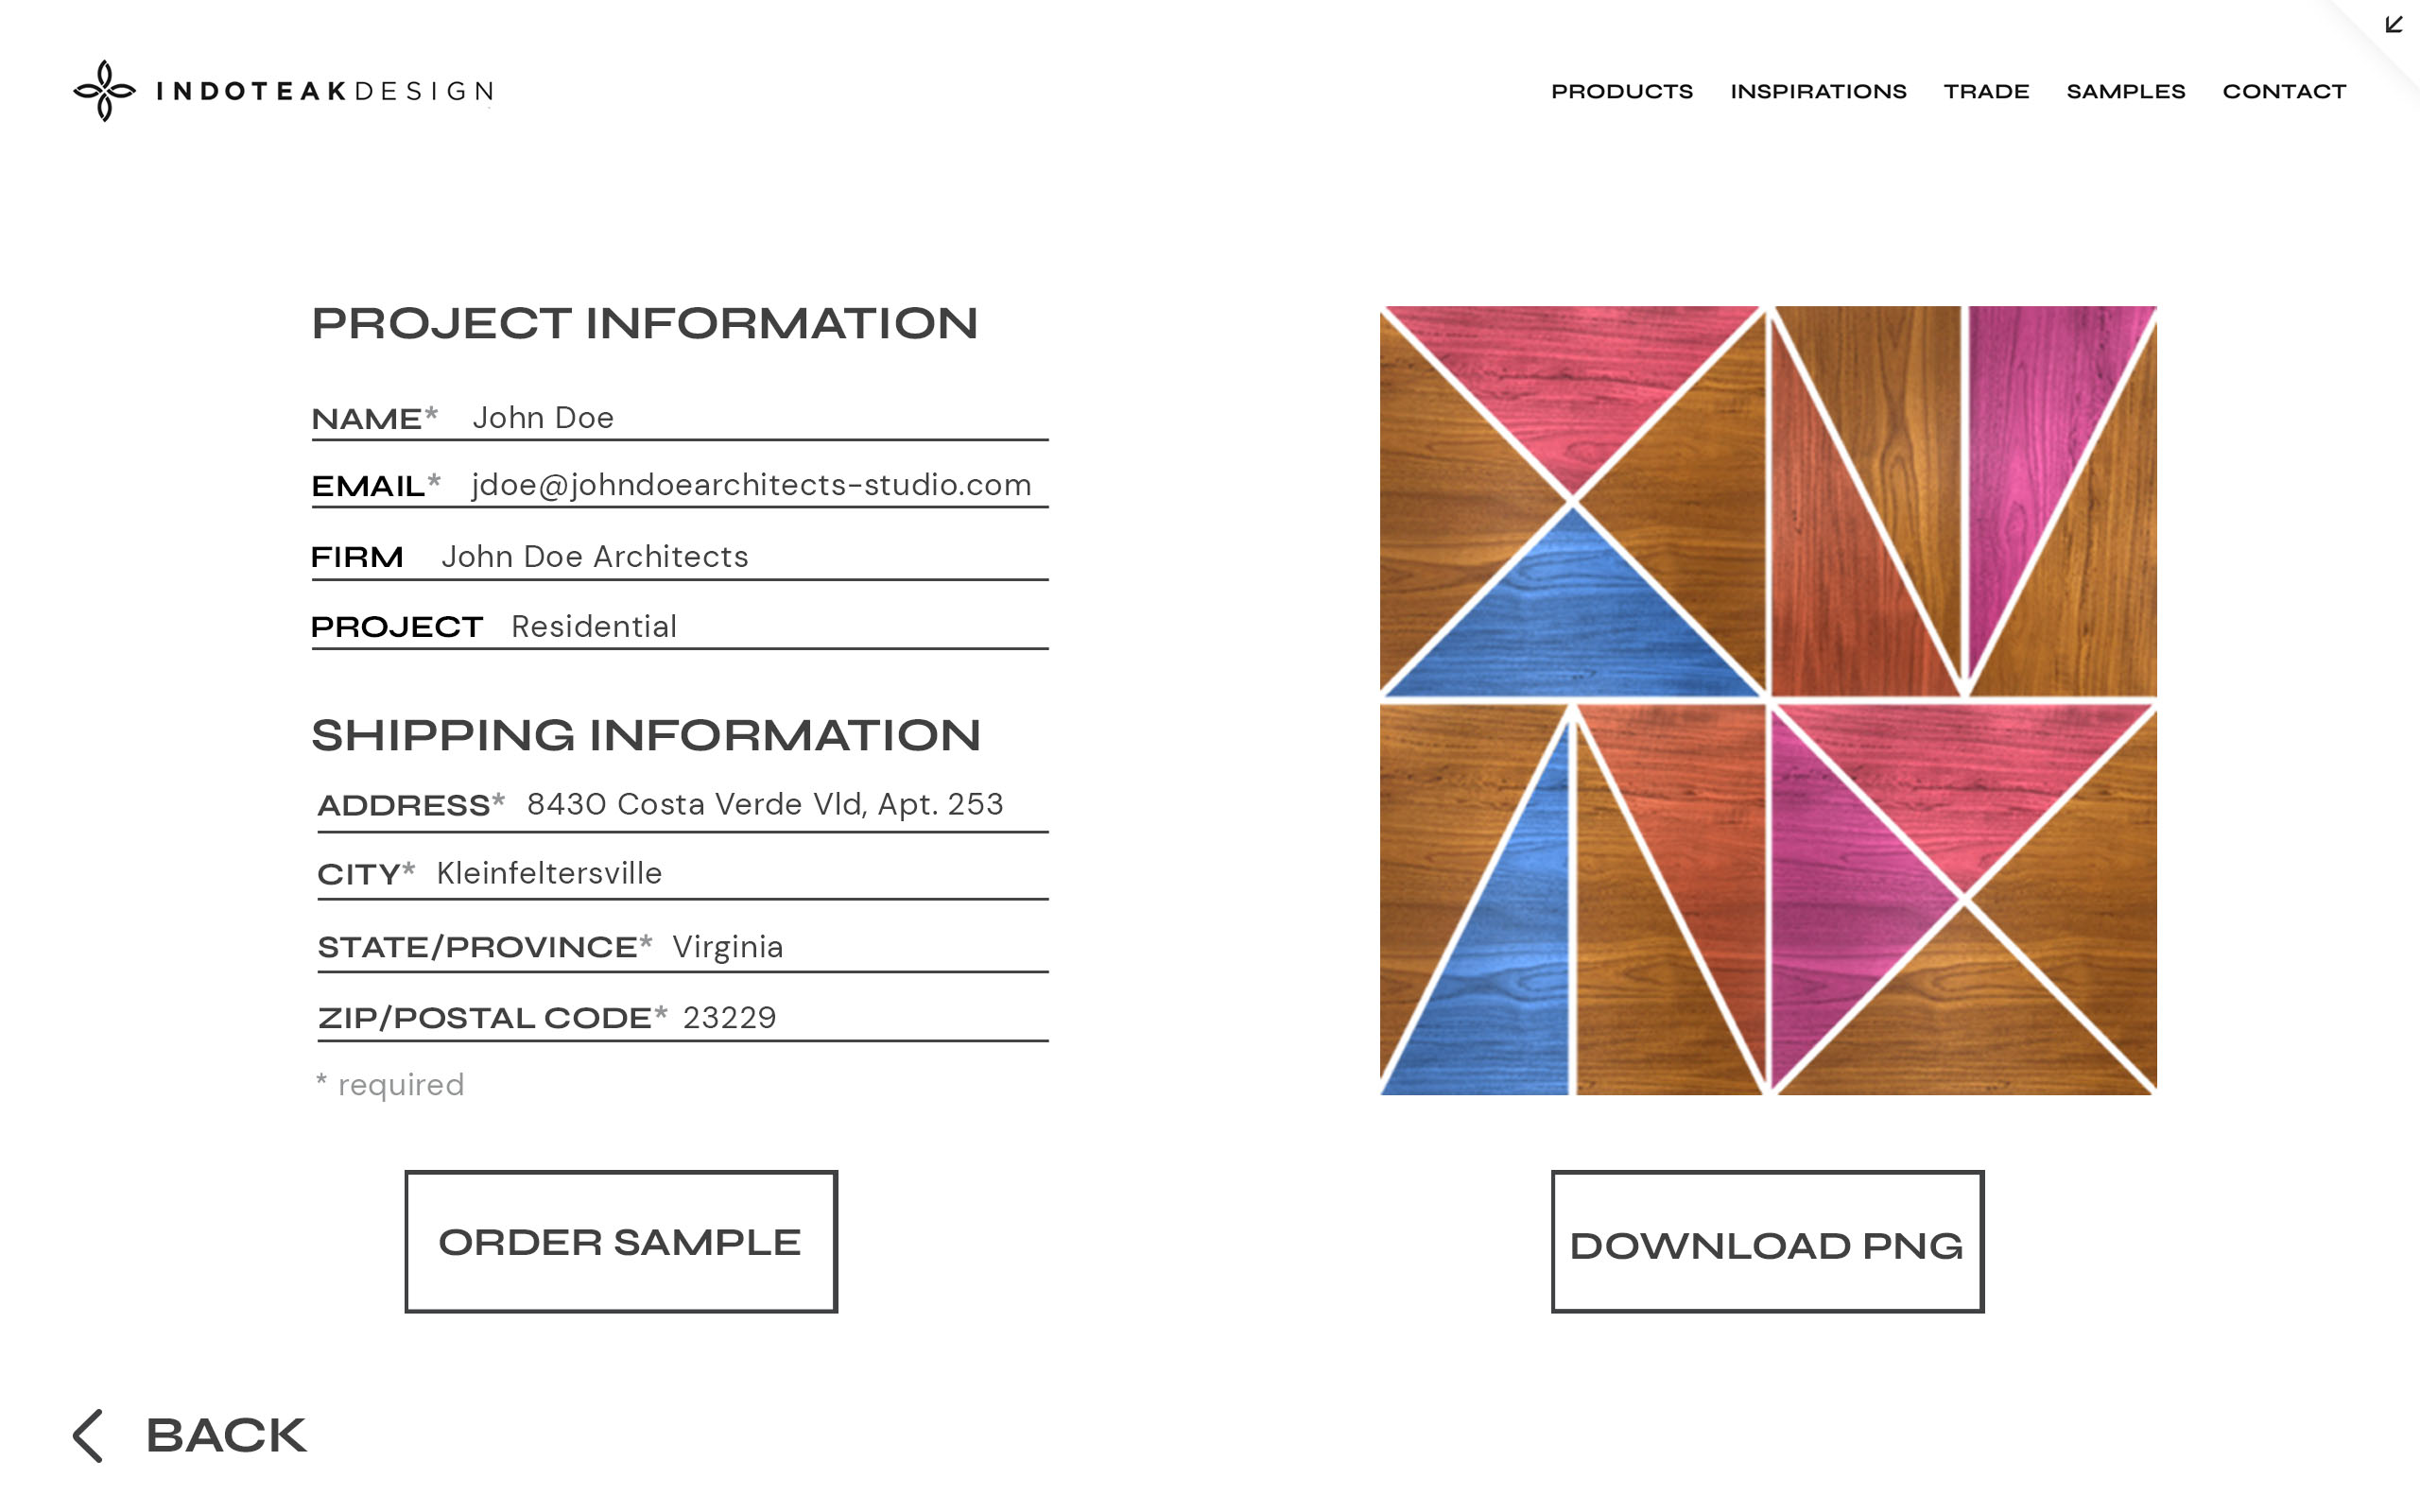 INDOTEAKDESIGN
PRODUCTS INSPIRATIONS TRADE SAMPLES CONTACT
PROJECT INFORMATION
NAME* John Doe
EMAIL* jdoe@johndoearchitects-studio.com
FIRM John Doe Architects
PROJECT Residential
SHIPPING INFORMATION
ADDRESS* 8430 Costa Verde Vld, Apt. 253
CITY* Kleinfeltersville
STATE/PROVINCE* Virginia
ZIP/POSTAL CODE* 23229
* required
ORDER SAMPLE
DOWNLOAD PNG
BACK